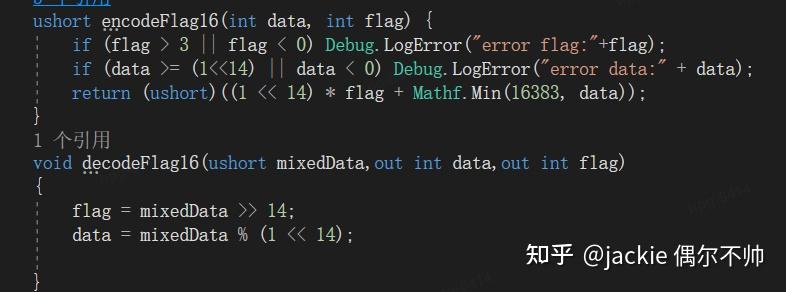 ushort encodeFlag16(int data, int flag) {
if (flag > 3 || flag < 0) Debug.LogError("error flag:"+flag);
if (data >= (1<<14) || data < 0) Debug.LogError("error data:" + data);
return (ushort)((1 << 14) * flag + Mathf.Min(16383, data));
}
1 个引用
void decodeFlag16(ushort mixedData,out int data,out int flag)
{
flag = mixedData >> 14;
data = mixedData % (1 << 14);
}
知乎 @jackie 偶尔不帅